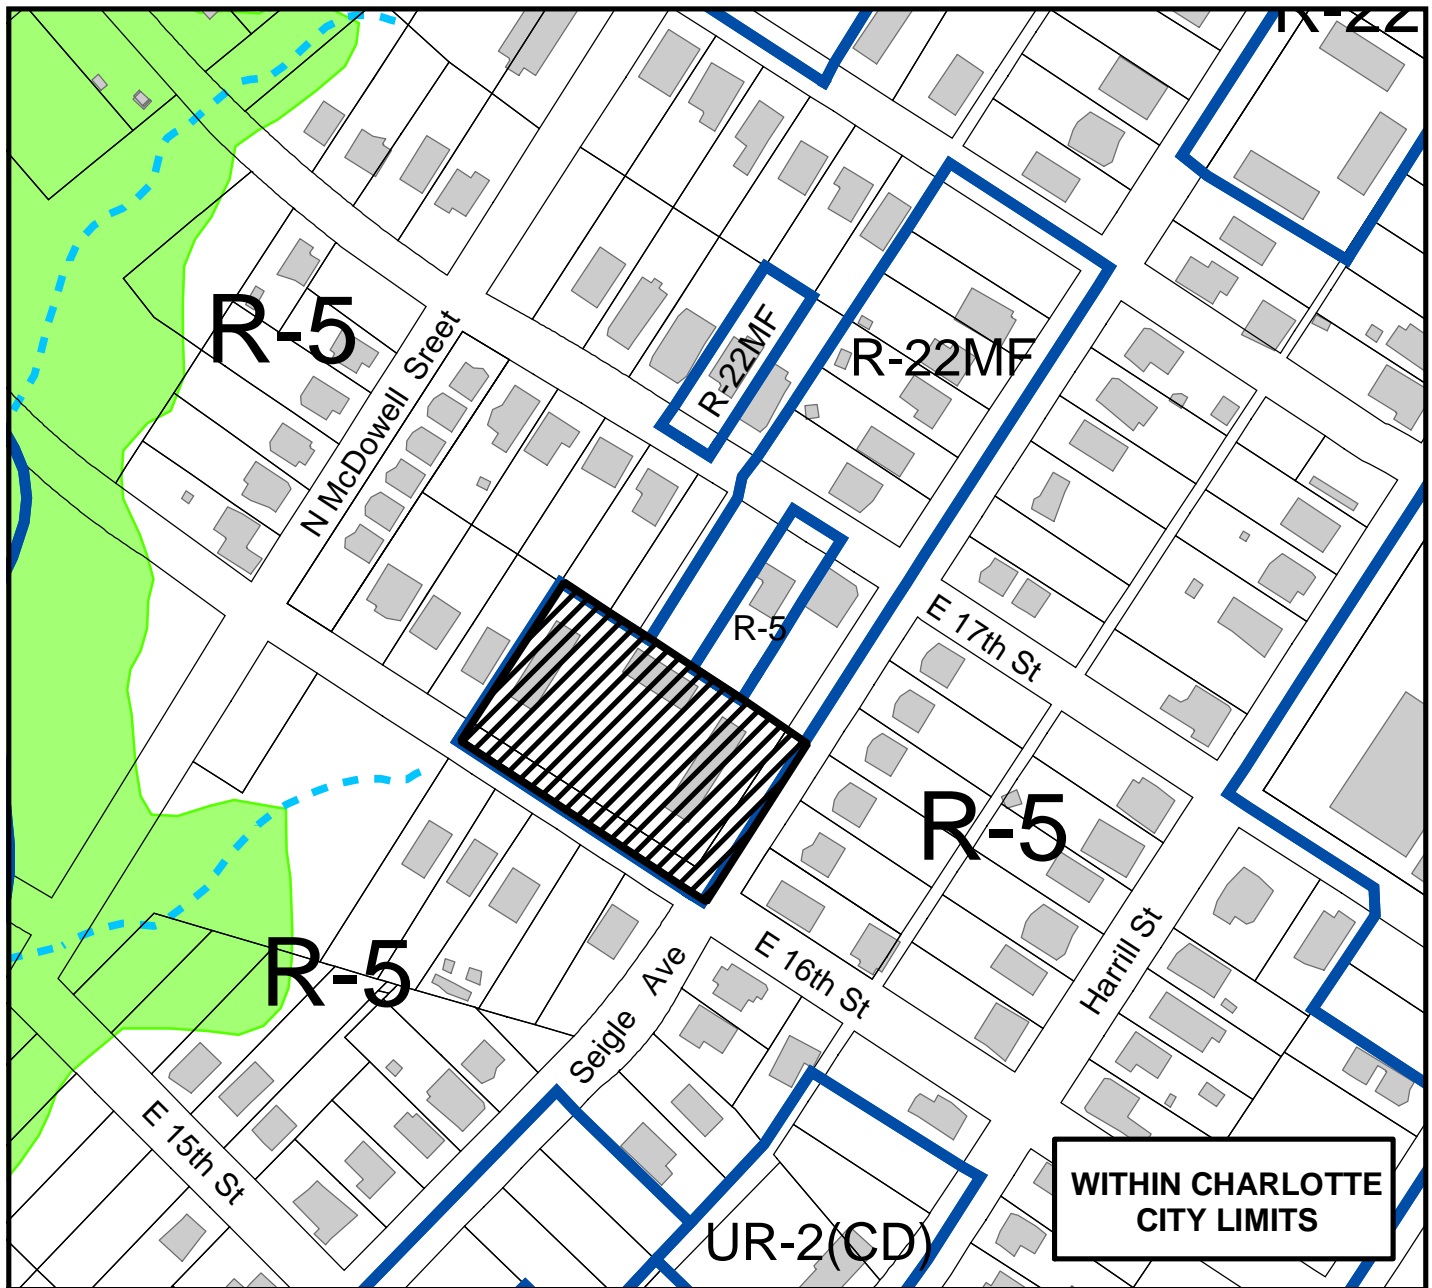 R-22
R-5
N McDowell Sreet
R-22MF
R-22MF
E 17th St
R-5
R-5
R-5
E 16th St
Harrill St
Seigle Ave
E 15th St
UR-2(CD)
WITHIN CHARLOTTE
CITY LIMITS